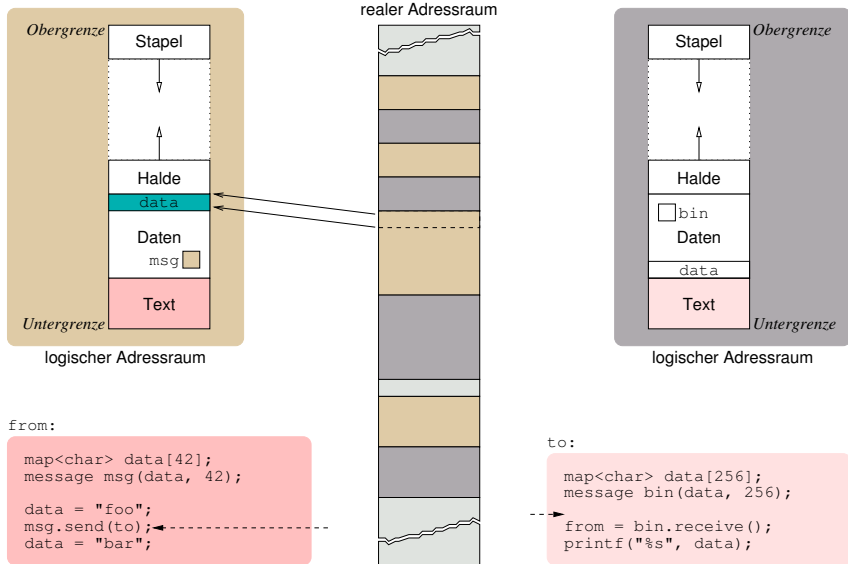 realer Adressraum
Obergrenze
Stapel
Halde
data
Daten
msg
Text
Untergrenze
logischer Adressraum
Stapel
Obergrenze
Halde
bin
Daten
data
Text
Untergrenze
logischer Adressraum
from:
map<char> data[42];
message msg(data, 42);
data = "foo";
msg.send(to);
data = "bar";
to:
map<char> data[256];
message bin(data, 256);
from = bin.receive();
printf("%s", data);